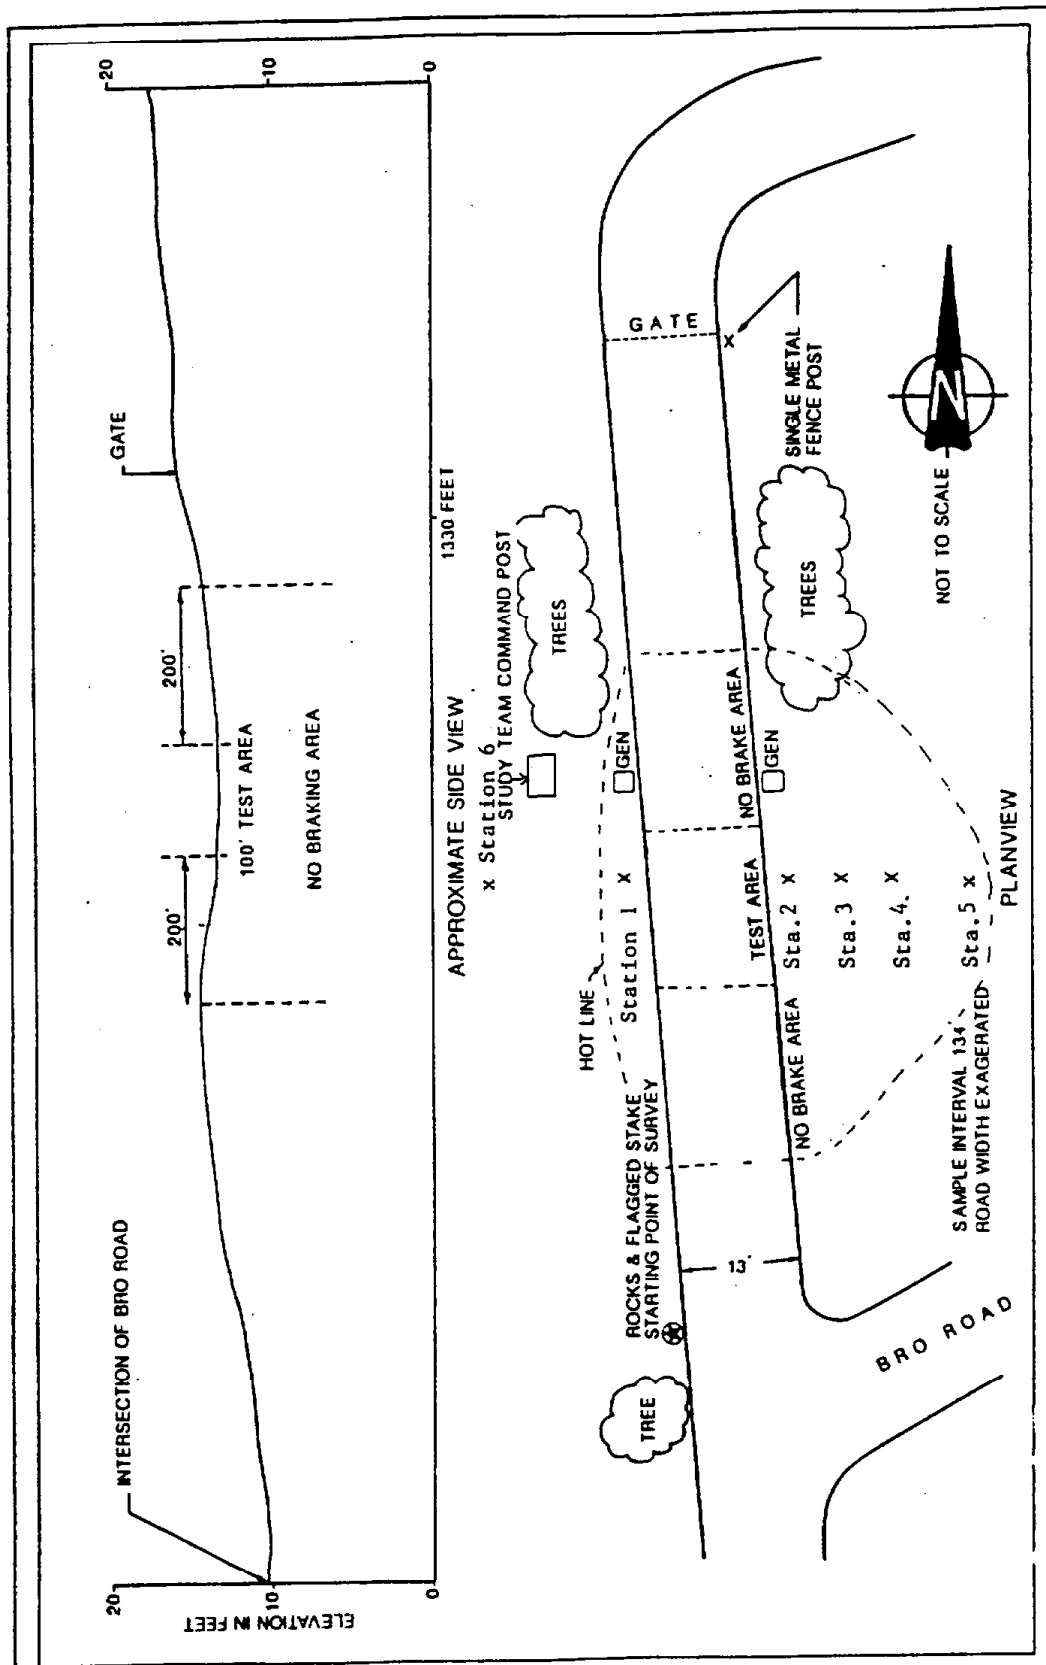 INTERSECTION OF BRO ROAD
GATE
200'
200'
100' TEST AREA
NO BRAKING AREA
20
10
0
ELEVATION IN FEET
20
10
0
1330 FEET
APPROXIMATE SIDE VIEW
x Station 6
STUDY TEAM COMMAND POST
TREES
GEN
HOT LINE
Station 1 x
ROCKS & FLAGGED STAKE
STARTING POINT OF SURVEY
TREE
GATE
13'
NO BRAKE AREA
TEST AREA
NO BRAKE AREA
GEN
x
SINGLE METAL
FENCE POST
TREES
Sta.2 x
Sta.3 x
Sta.4. x
Sta.5 x
BRO ROAD
SAMPLE INTERVAL 134'
ROAD WIDTH EXAGERATED
PLANVIEW
NOT TO SCALE
N